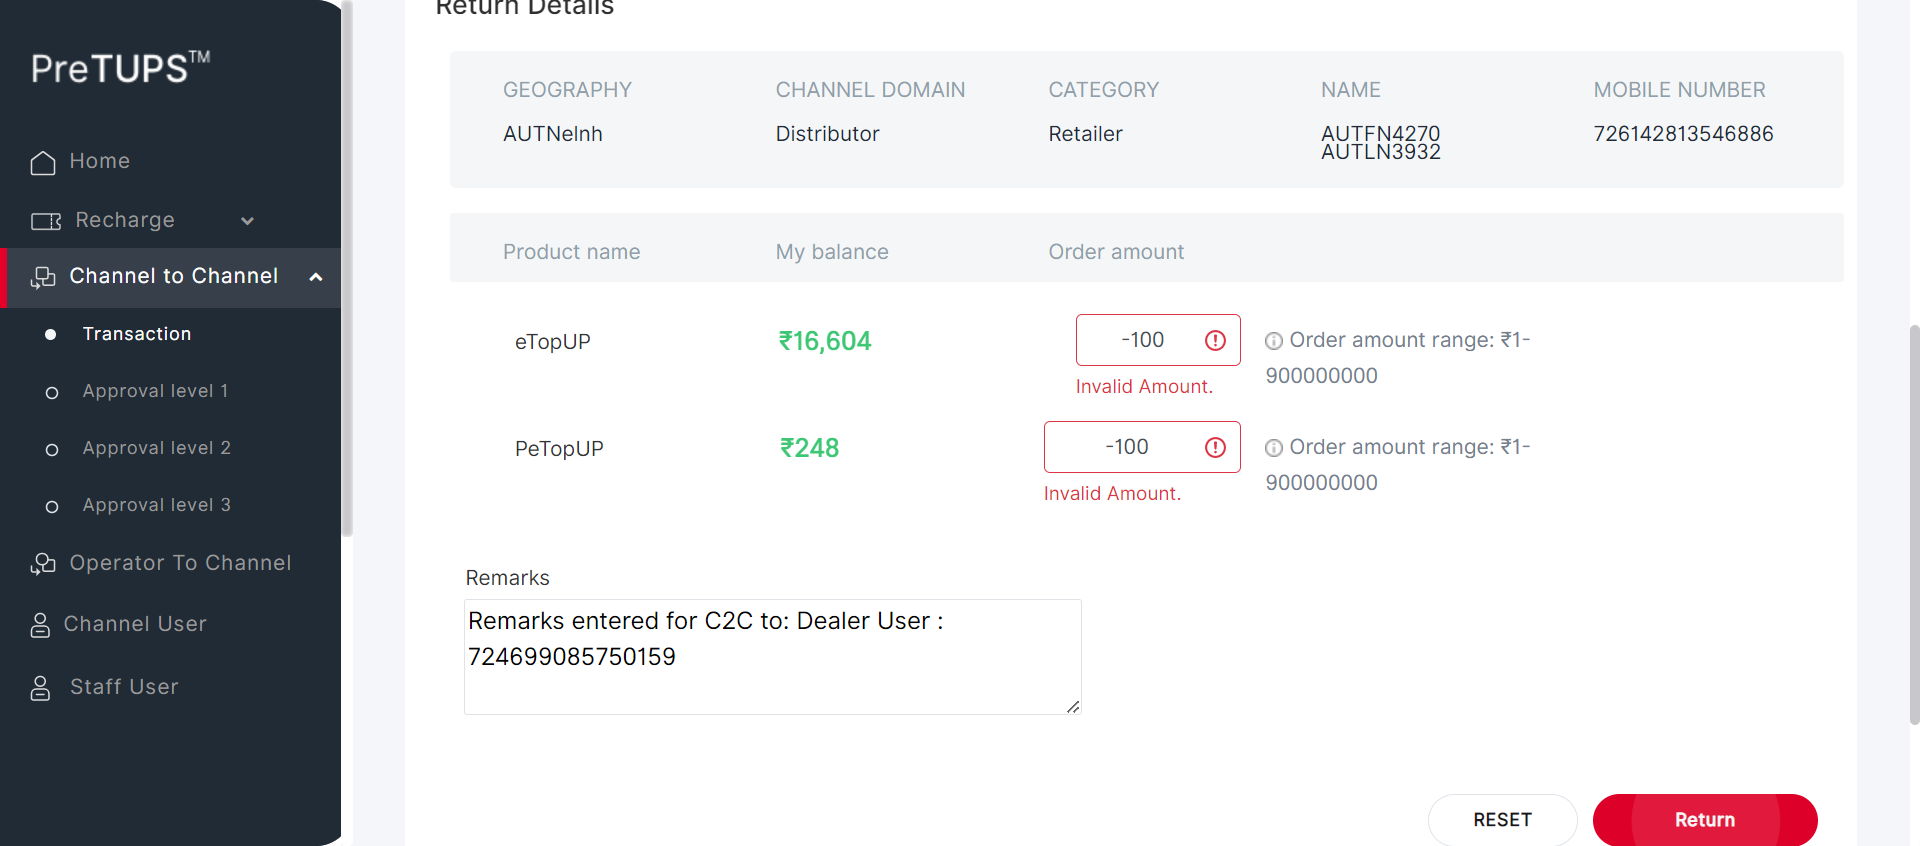 Return Details
PreTUPS™
Home
Recharge
Channel to Channel
Transaction
Approval level 1
Approval level 2
Approval level 3
Operator To Channel
Channel User
Staff User
GEOGRAPHY CHANNEL DOMAIN CATEGORY NAME MOBILE NUMBER
AUTNelnh Distributor Retailer AUTFN4270 726142813546886
AUTLN3932
Product name My balance Order amount
eTopUP ₹16,604 -100 Order amount range: ₹1-
900000000
Invalid Amount.
PeTopUP ₹248 -100 Order amount range: ₹1-
900000000
Invalid Amount.
Remarks
Remarks entered for C2C to: Dealer User :
724699085750159
RESET Return